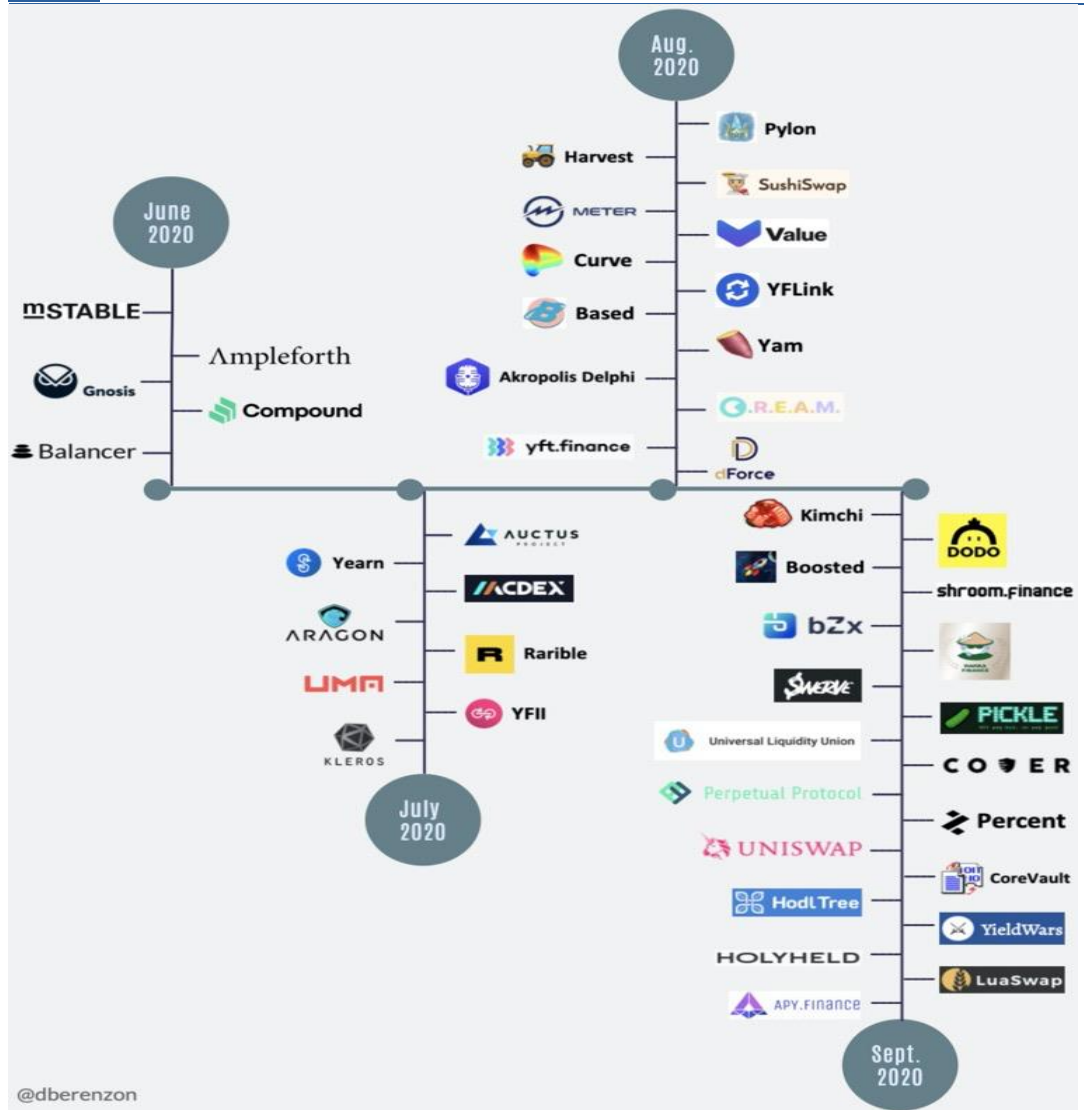 Aug.
2020
Pylon
Harvest
SushiSwap
METER
Value
Curve
YFLink
Based
Yam
Akropolis Delphi
C.R.E.A.M.
yft.finance
dForce
June
2020
mSTABLE
Ampleforth
Gnosis
Compound
Balancer
AUCTUS
PROJECT
Yearn
MCDEX
ARAGON
Rarible
UMA
YFII
KLEROS
July
2020
Kimchi
DODO
Boosted
shroom.finance
bZx
SWERVE
PICKLE
Universal Liquidity Union
COVER
Perpetual Protocol
Percent
UNISWAP
CoreVault
HodlTree
YieldWars
HOLYHELD
LuaSwap
APY.Finance
Sept.
2020
@dberenzon